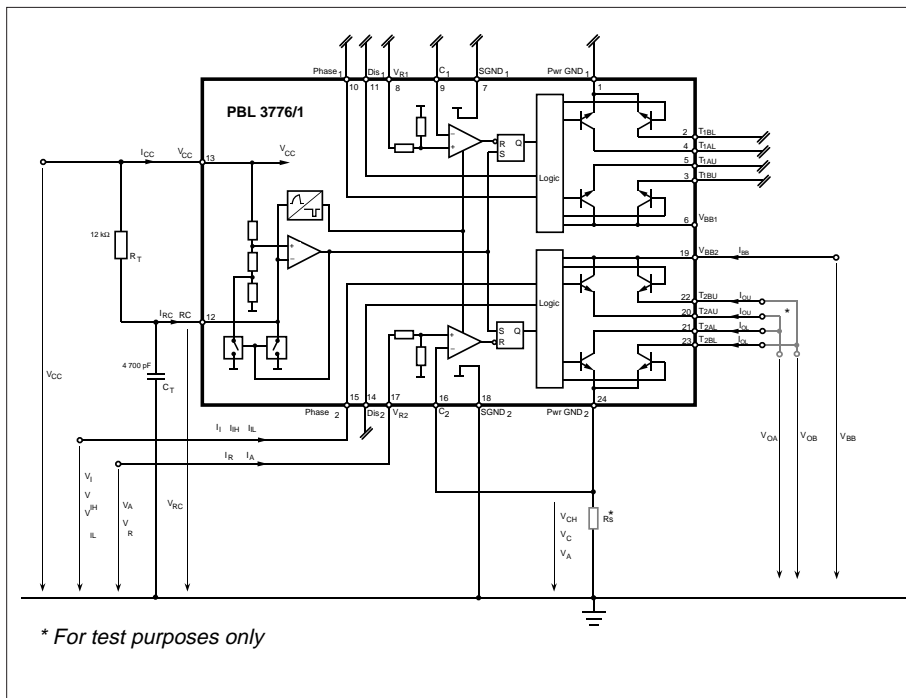 Phase1 Dis1 VR1 C1 SGND1 Pwr GND1
10 11 8 9 7 1
PBL 3776/1
ICC VCC 13 VCC
12 kΩ
RT
+
–
R
S
Q
Logic
2 T1BL
4 T1AL
5 T1AU
3 T1BU
6 VBB1
19 VBB2 IBB
22 T2BU IOU
20 T2AU IOU *
21 T2AL IOL
23 T2BL IOL
+
–
Logic
IRC RC 12
S
R
Q
+
–
4 700 pF
CT
15 14 17 16 18 24
Phase2 Dis2 VR2 C2 SGND2 Pwr GND2
II IIH IIL
IR IA
VCC
VI
V
VIH
IL
VA
V
R
VRC
VCH
VC
VA
Rs*
VOA VOB VBB
* For test purposes only